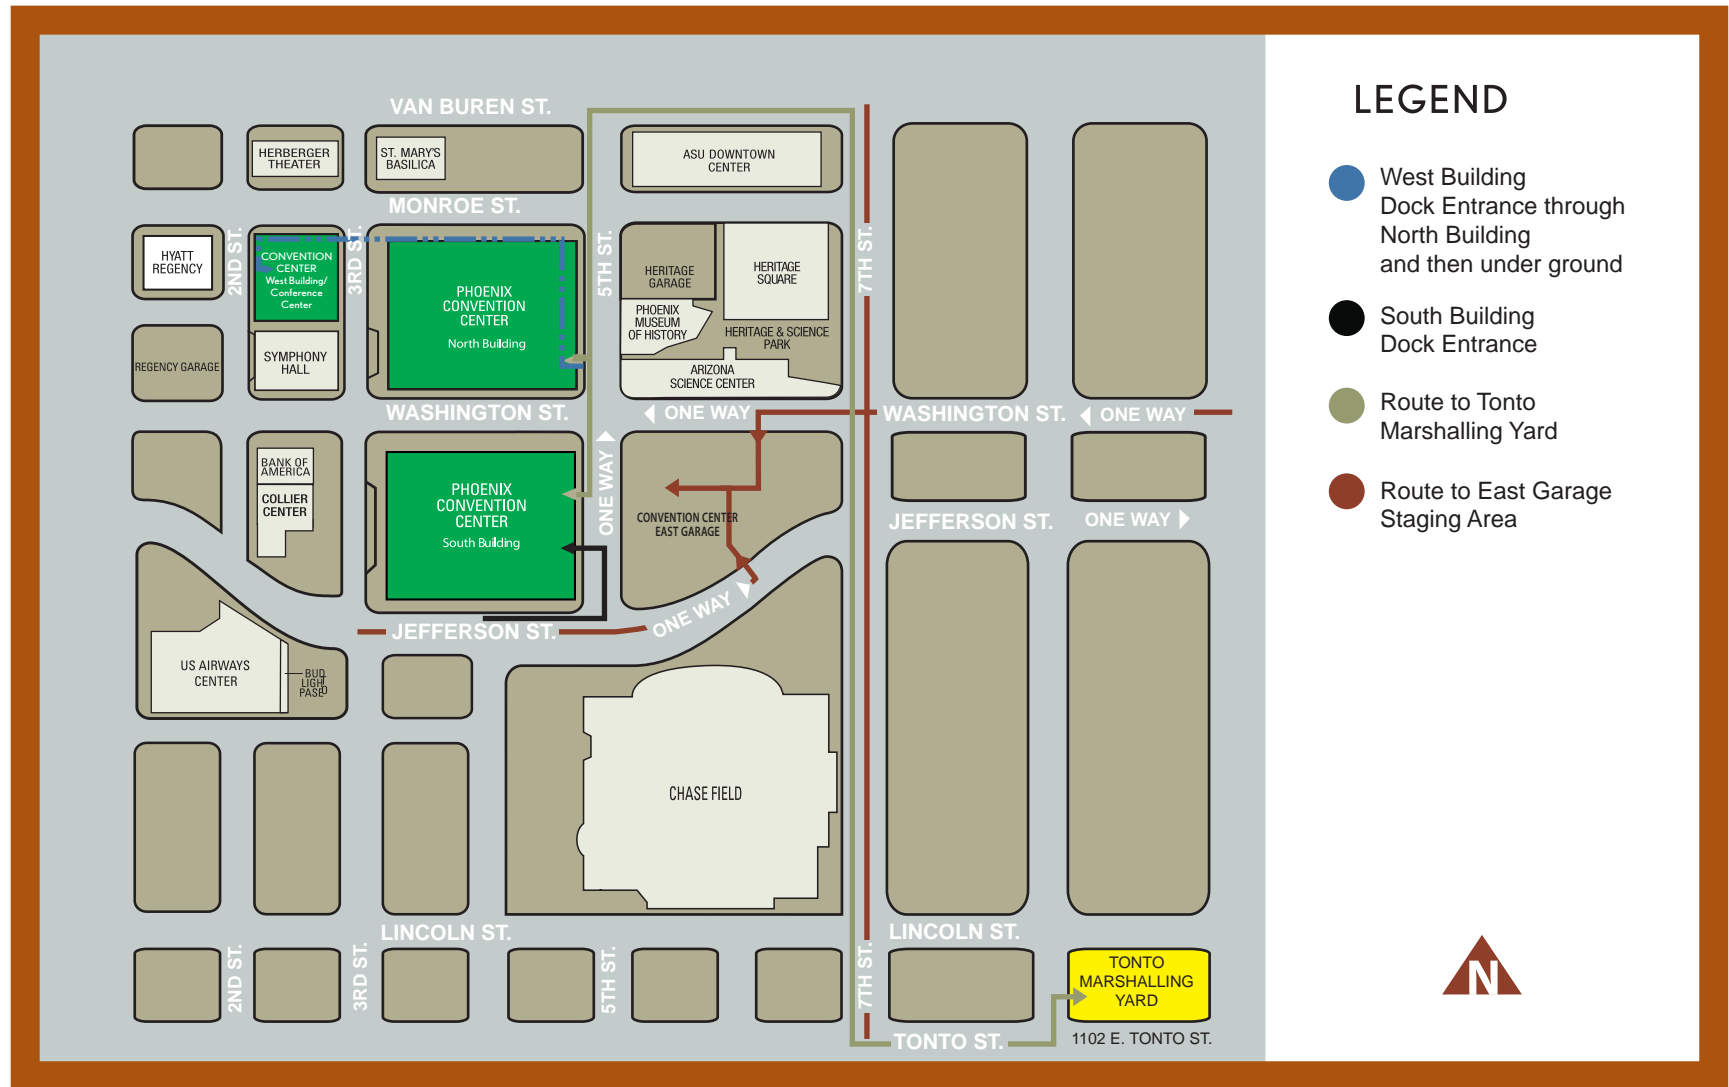 VAN BUREN ST.
HERBERGER
THEATER
ST. MARY'S
BASILICA
ASU DOWNTOWN
CENTER
MONROE ST.
HYATT
REGENCY
2ND ST.
CONVENTION
CENTER
West Building/
Conference
Center
3RD ST.
PHOENIX
CONVENTION
CENTER
North Building
5TH ST.
HERITAGE
GARAGE
HERITAGE
SQUARE
PHOENIX
MUSEUM
OF HISTORY
HERITAGE & SCIENCE
PARK
ARIZONA
SCIENCE CENTER
7TH ST.
REGENCY GARAGE
SYMPHONY
HALL
WASHINGTON ST.
ONE WAY
WASHINGTON ST.
ONE WAY
BANK OF
AMERICA
COLLIER
CENTER
PHOENIX
CONVENTION
CENTER
South Building
ONE WAY
CONVENTION CENTER
EAST GARAGE
JEFFERSON ST.
ONE WAY
JEFFERSON ST.
ONE WAY
US AIRWAYS
CENTER
BUD
LIGHT
PASEO
CHASE FIELD
LINCOLN ST.
LINCOLN ST.
2ND ST.
3RD ST.
5TH ST.
7TH ST.
TONTO
MARSHALLING
YARD
TONTO ST.
1102 E. TONTO ST.
LEGEND
West Building
Dock Entrance through
North Building
and then under ground
South Building
Dock Entrance
Route to Tonto
Marshalling Yard
Route to East Garage
Staging Area
N